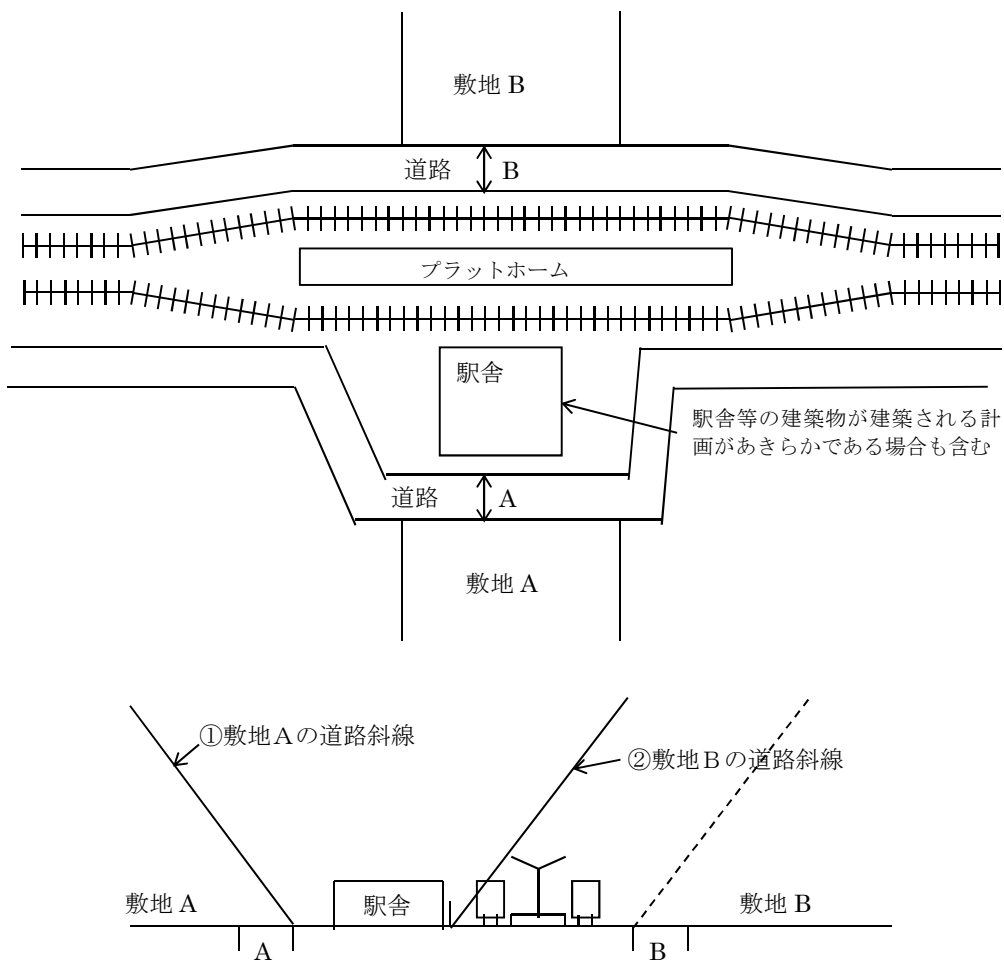 敷地 B
道路
B
プラットホーム
駅舎
駅舎等の建築物が建築される計
画があきらかである場合も含む
道路
A
敷地 A
①敷地Aの道路斜線
②敷地Bの道路斜線
敷地 A
駅舎
敷地 B
A
B